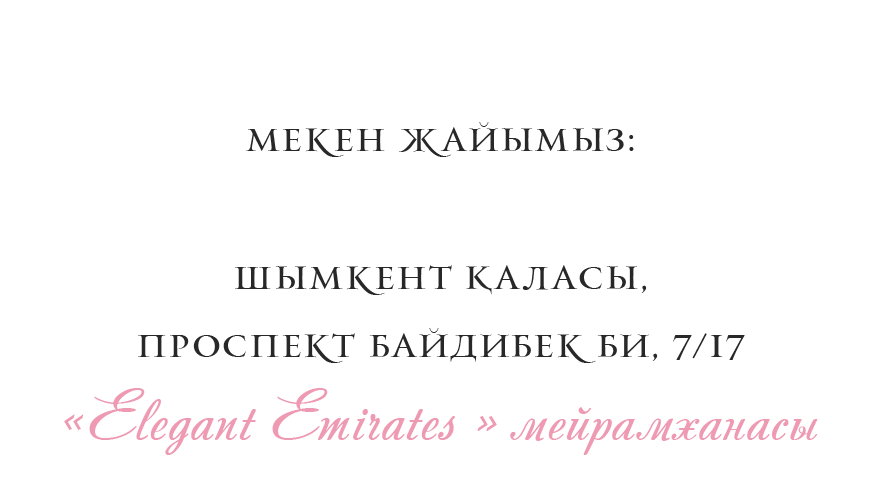 МЕКЕН ЖАЙЫМЫЗ:
ШЫМКЕНТ ҚАЛАСЫ,
ПРОСПЕКТ БАЙДИБЕК БИ, 7/17
«Elegant Emirates » мейрамханасы